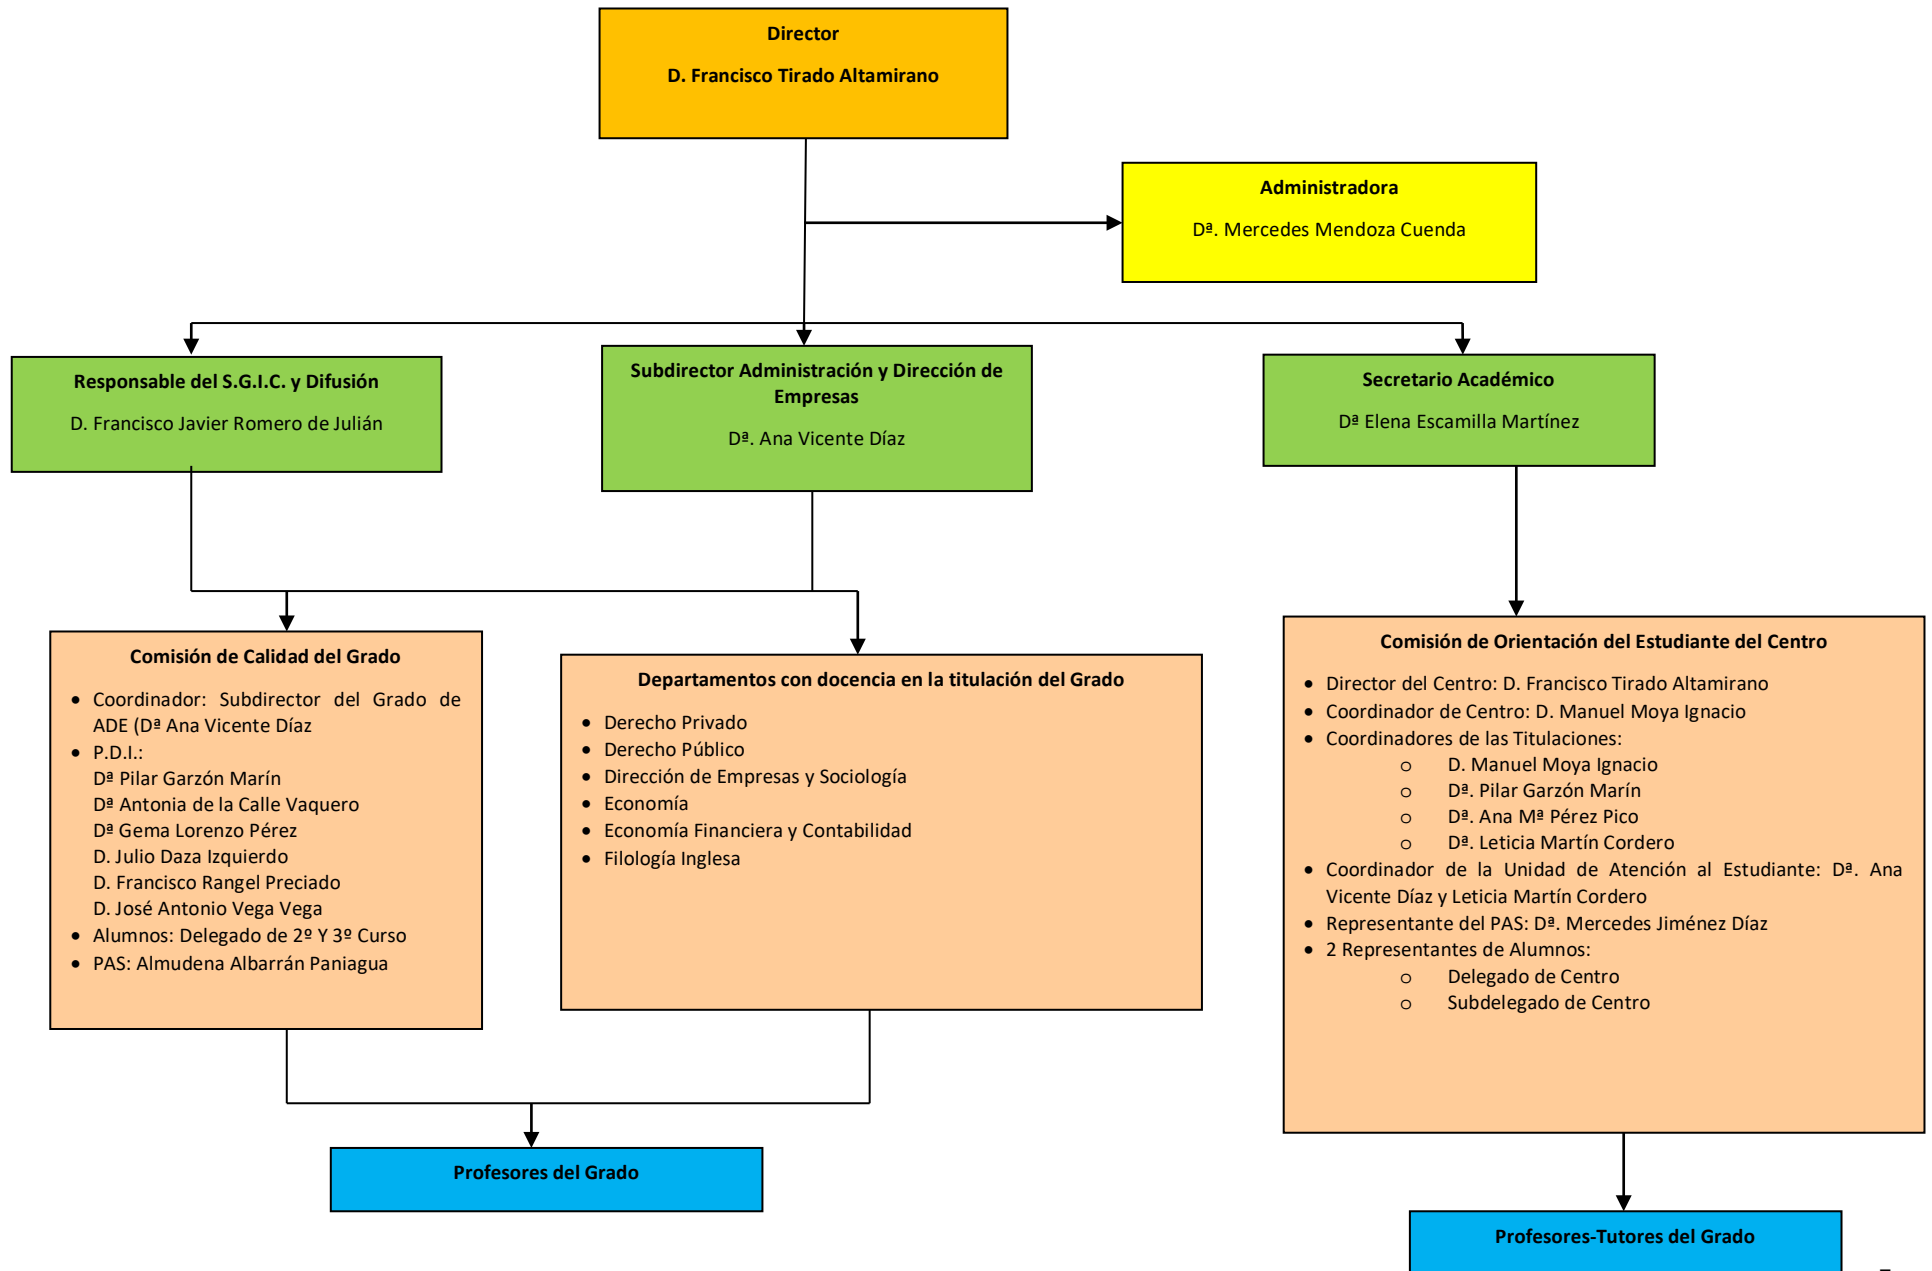 Director
D. Francisco Tirado Altamirano
Administradora
Dª. Mercedes Mendoza Cuenda
Responsable del S.G.I.C. y Difusión
D. Francisco Javier Romero de Julián
Subdirector Administración y Dirección de
Empresas
Dª. Ana Vicente Díaz
Secretario Académico
Dª Elena Escamilla Martínez
Comisión de Calidad del Grado
• Coordinador: Subdirector del Grado de
ADE (Dª Ana Vicente Díaz
• P.D.I.:
Dª Pilar Garzón Marín
Dª Antonia de la Calle Vaquero
Dª Gema Lorenzo Pérez
D. Julio Daza Izquierdo
D. Francisco Rangel Preciado
D. José Antonio Vega Vega
• Alumnos: Delegado de 2º Y 3º Curso
• PAS: Almudena Albarrán Paniagua
Departamentos con docencia en la titulación del Grado
• Derecho Privado
• Derecho Público
• Dirección de Empresas y Sociología
• Economía
• Economía Financiera y Contabilidad
• Filología Inglesa
Comisión de Orientación del Estudiante del Centro
• Director del Centro: D. Francisco Tirado Altamirano
• Coordinador de Centro: D. Manuel Moya Ignacio
• Coordinadores de las Titulaciones:
o D. Manuel Moya Ignacio
o Dª. Pilar Garzón Marín
o Dª. Ana Mª Pérez Pico
o Dª. Leticia Martín Cordero
• Coordinador de la Unidad de Atención al Estudiante: Dª. Ana
Vicente Díaz y Leticia Martín Cordero
• Representante del PAS: Dª. Mercedes Jiménez Díaz
• 2 Representantes de Alumnos:
o Delegado de Centro
o Subdelegado de Centro
Profesores del Grado
Profesores-Tutores del Grado